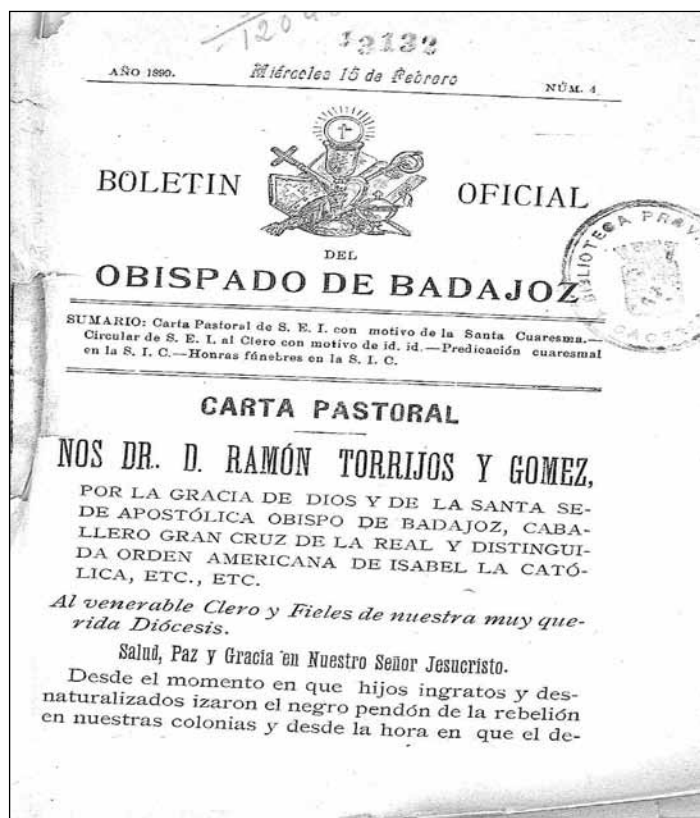 12132
AÑO 1890.
Miércoles 15 de Febrero
NÚM. 4
BOLETIN OFICIAL
DEL
OBISPADO DE BADAJOZ
BIBLIOTECA
CACERES
SUMARIO: Carta Pastoral de S. E. I. con motivo de la Santa Cuaresma.—
Circular de S. E. I. al Clero con motivo de id. id.—Predicación cuaresmal
en la S. I. C.—Honras fúnebres en la S. I. C.
CARTA PASTORAL
NOS DR. D. RAMÓN TORRIJOS Y GOMEZ,
POR LA GRACIA DE DIOS Y DE LA SANTA SE-
DE APOSTÓLICA OBISPO DE BADAJOZ, CABA-
LLERO GRAN CRUZ DE LA REAL Y DISTINGUI-
DA ORDEN AMERICANA DE ISABEL LA CATÓ-
LICA, ETC., ETC.
Al venerable Clero y Fieles de nuestra muy que-
rida Diócesis.
Salud, Paz y Gracia en Nuestro Señor Jesucristo.
Desde el momento en que hijos ingratos y des-
naturalizados izaron el negro pendón de la rebelión
en nuestras colonias y desde la hora en que el de-